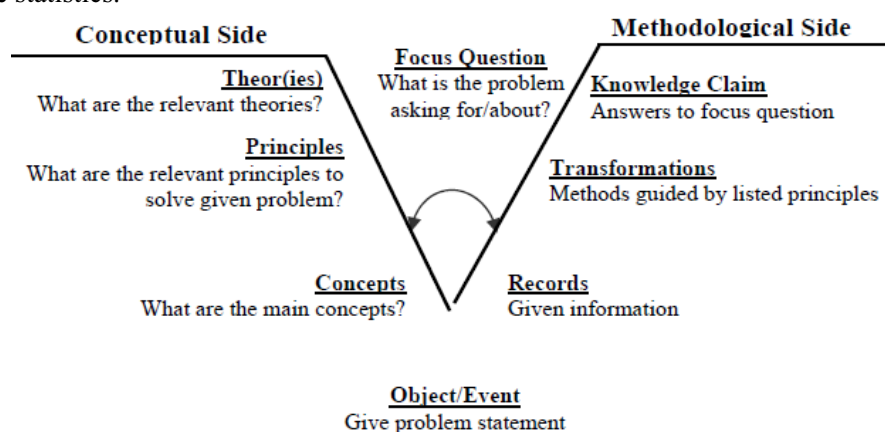 e statistics.
Conceptual Side
Theor(ies)
What are the relevant theories?
Principles
What are the relevant principles to
solve given problem?
Concepts
What are the main concepts?
Focus Question
What is the problem
asking for/about?
Methodological Side
Knowledge Claim
Answers to focus question
Transformations
Methods guided by listed principles
Records
Given information
Object/Event
Give problem statement